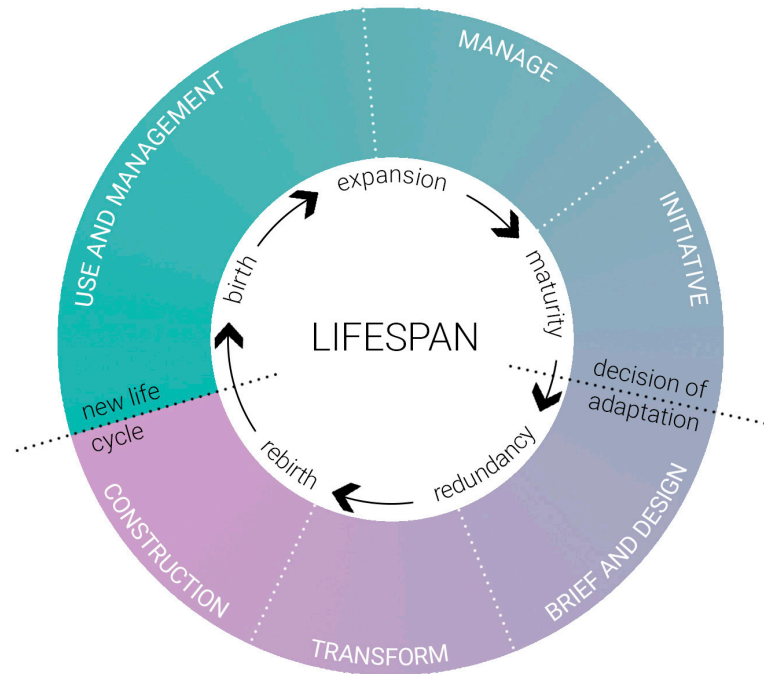 MANAGE
USE AND MANAGEMENT
INITIATIVE
expansion
birth
maturity
LIFESPAN
decision of
adaptation
new life
cycle
rebirth
redundancy
CONSTRUCTION
BRIEF AND DESIGN
TRANSFORM